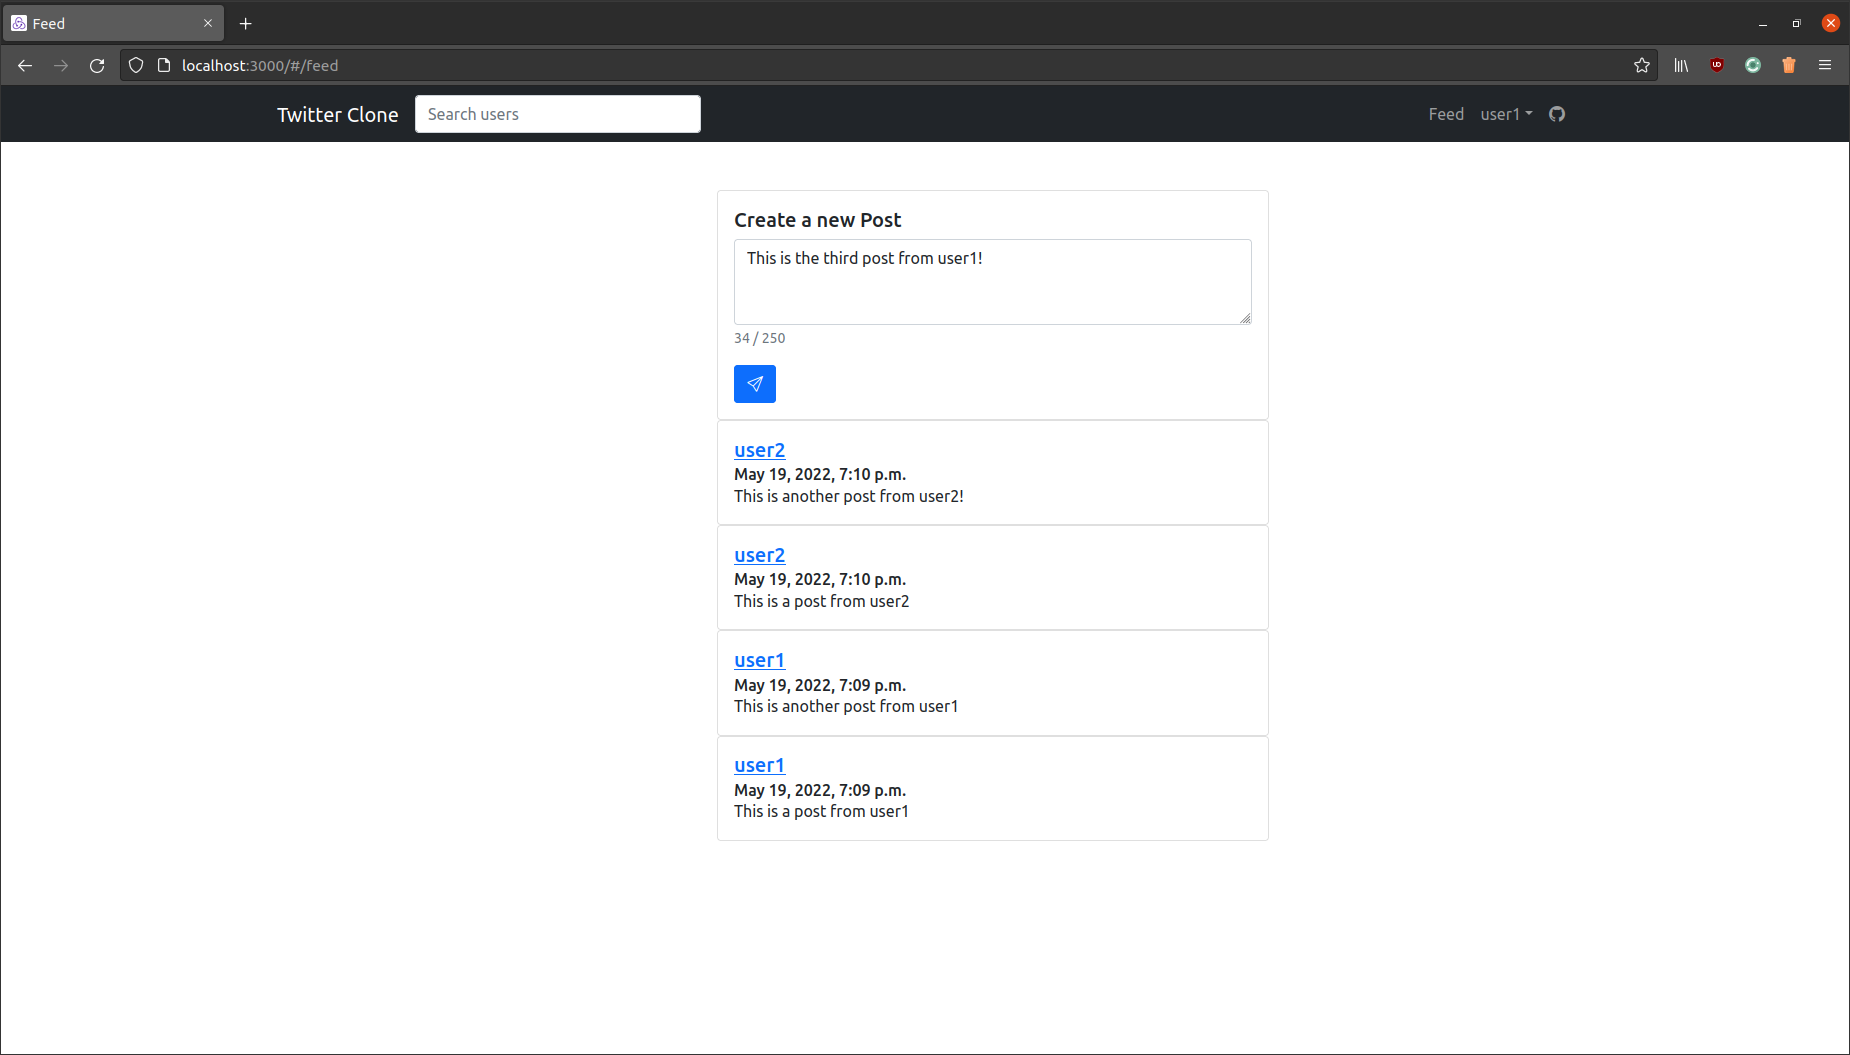 Feed
localhost:3000/#/feed
Twitter Clone
Search users
Feed
user1
Create a new Post
This is the third post from user1!
34 / 250
user2
May 19, 2022, 7:10 p.m.
This is another post from user2!
user2
May 19, 2022, 7:10 p.m.
This is a post from user2
user1
May 19, 2022, 7:09 p.m.
This is another post from user1
user1
May 19, 2022, 7:09 p.m.
This is a post from user1